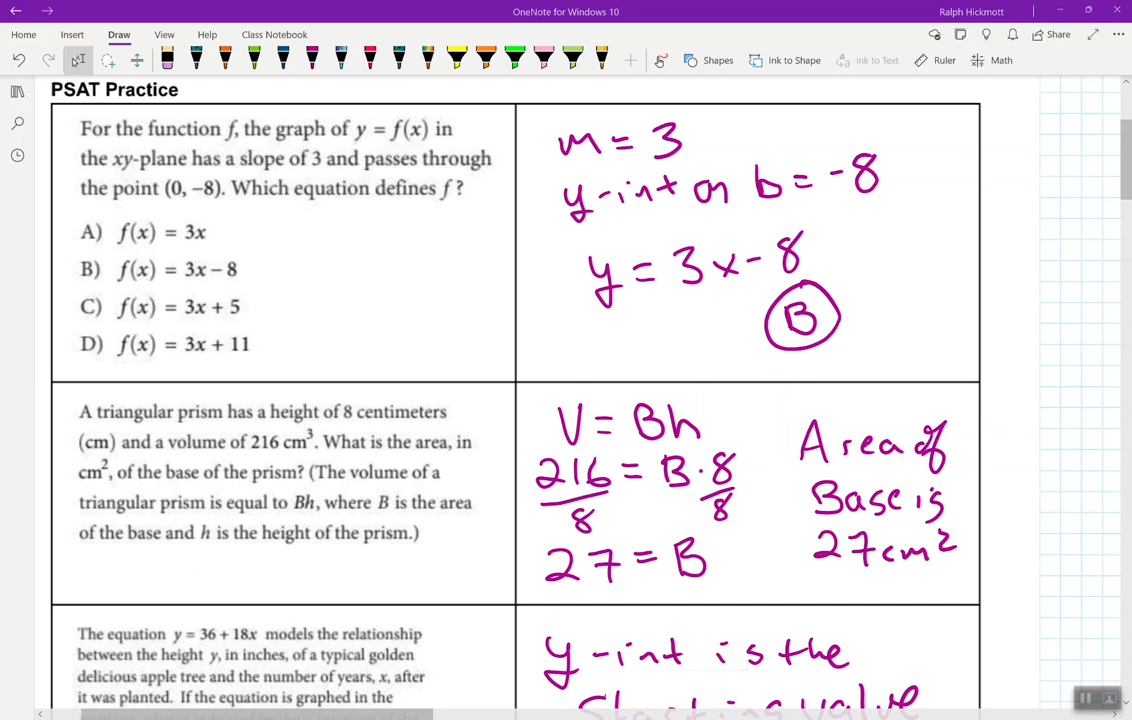 OneNote for Windows 10
Ralph Hickmott
Home Insert Draw View Help Class Notebook
Share
Shapes Ink to Shape Ink to Text Ruler Math
PSAT Practice
For the function f, the graph of y = f(x) in
the xy-plane has a slope of 3 and passes through
the point (0, −8). Which equation defines f ?
A) f(x) = 3x
B) f(x) = 3x − 8
C) f(x) = 3x + 5
D) f(x) = 3x + 11
m = 3
y-int or b = -8
y = 3x - 8
B
A triangular prism has a height of 8 centimeters
(cm) and a volume of 216 cm³. What is the area, in
cm², of the base of the prism? (The volume of a
triangular prism is equal to Bh, where B is the area
of the base and h is the height of the prism.)
V = Bh
216 = B · 8
8 8
27 = B
Area of
Base is
27cm²
The equation y = 36 + 18x models the relationship
between the height y, in inches, of a typical golden
delicious apple tree and the number of years, x, after
it was planted. If the equation is graphed in the
y-int is the
starting value